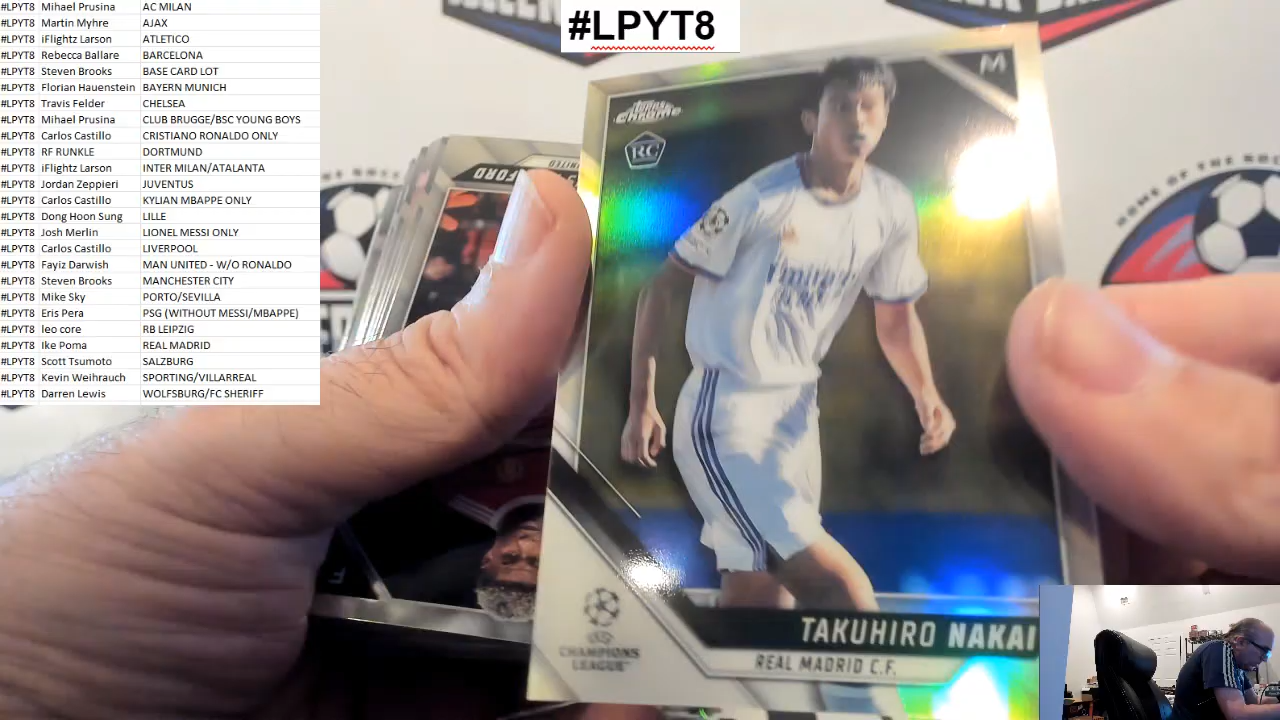 #LPYT8 Mihael Prusina AC MILAN
#LPYT8 Martin Myhre AJAX
#LPYT8 iFlightz Larson ATLETICO
#LPYT8 Rebecca Ballare BARCELONA
#LPYT8 Steven Brooks BASE CARD LOT
#LPYT8 Florian Hauenstein BAYERN MUNICH
#LPYT8 Travis Felder CHELSEA
#LPYT8 Mihael Prusina CLUB BRUGGE/BSC YOUNG BOYS
#LPYT8 Carlos Castillo CRISTIANO RONALDO ONLY
#LPYT8 RF RUNKLE DORTMUND
#LPYT8 iFlightz Larson INTER MILAN/ATALANTA
#LPYT8 Jordan Zeppieri JUVENTUS
#LPYT8 Carlos Castillo KYLIAN MBAPPE ONLY
#LPYT8 Dong Hoon Sung LILLE
#LPYT8 Josh Merlin LIONEL MESSI ONLY
#LPYT8 Carlos Castillo LIVERPOOL
#LPYT8 Fayiz Darwish MAN UNITED - W/O RONALDO
#LPYT8 Steven Brooks MANCHESTER CITY
#LPYT8 Mike Sky PORTO/SEVILLA
#LPYT8 Eris Pera PSG (WITHOUT MESSI/MBAPPE)
#LPYT8 leo core RB LEIPZIG
#LPYT8 Ike Poma REAL MADRID
#LPYT8 Scott Tsumoto SALZBURG
#LPYT8 Kevin Weihrauch SPORTING/VILLARREAL
#LPYT8 Darren Lewis WOLFSBURG/FC SHERIFF
#LPYT8
Topps Chrome
M
RC
UEFA
CHAMPIONS
LEAGUE
TAKUHIRO NAKAI
REAL MADRID C.F.
HOME OF THE